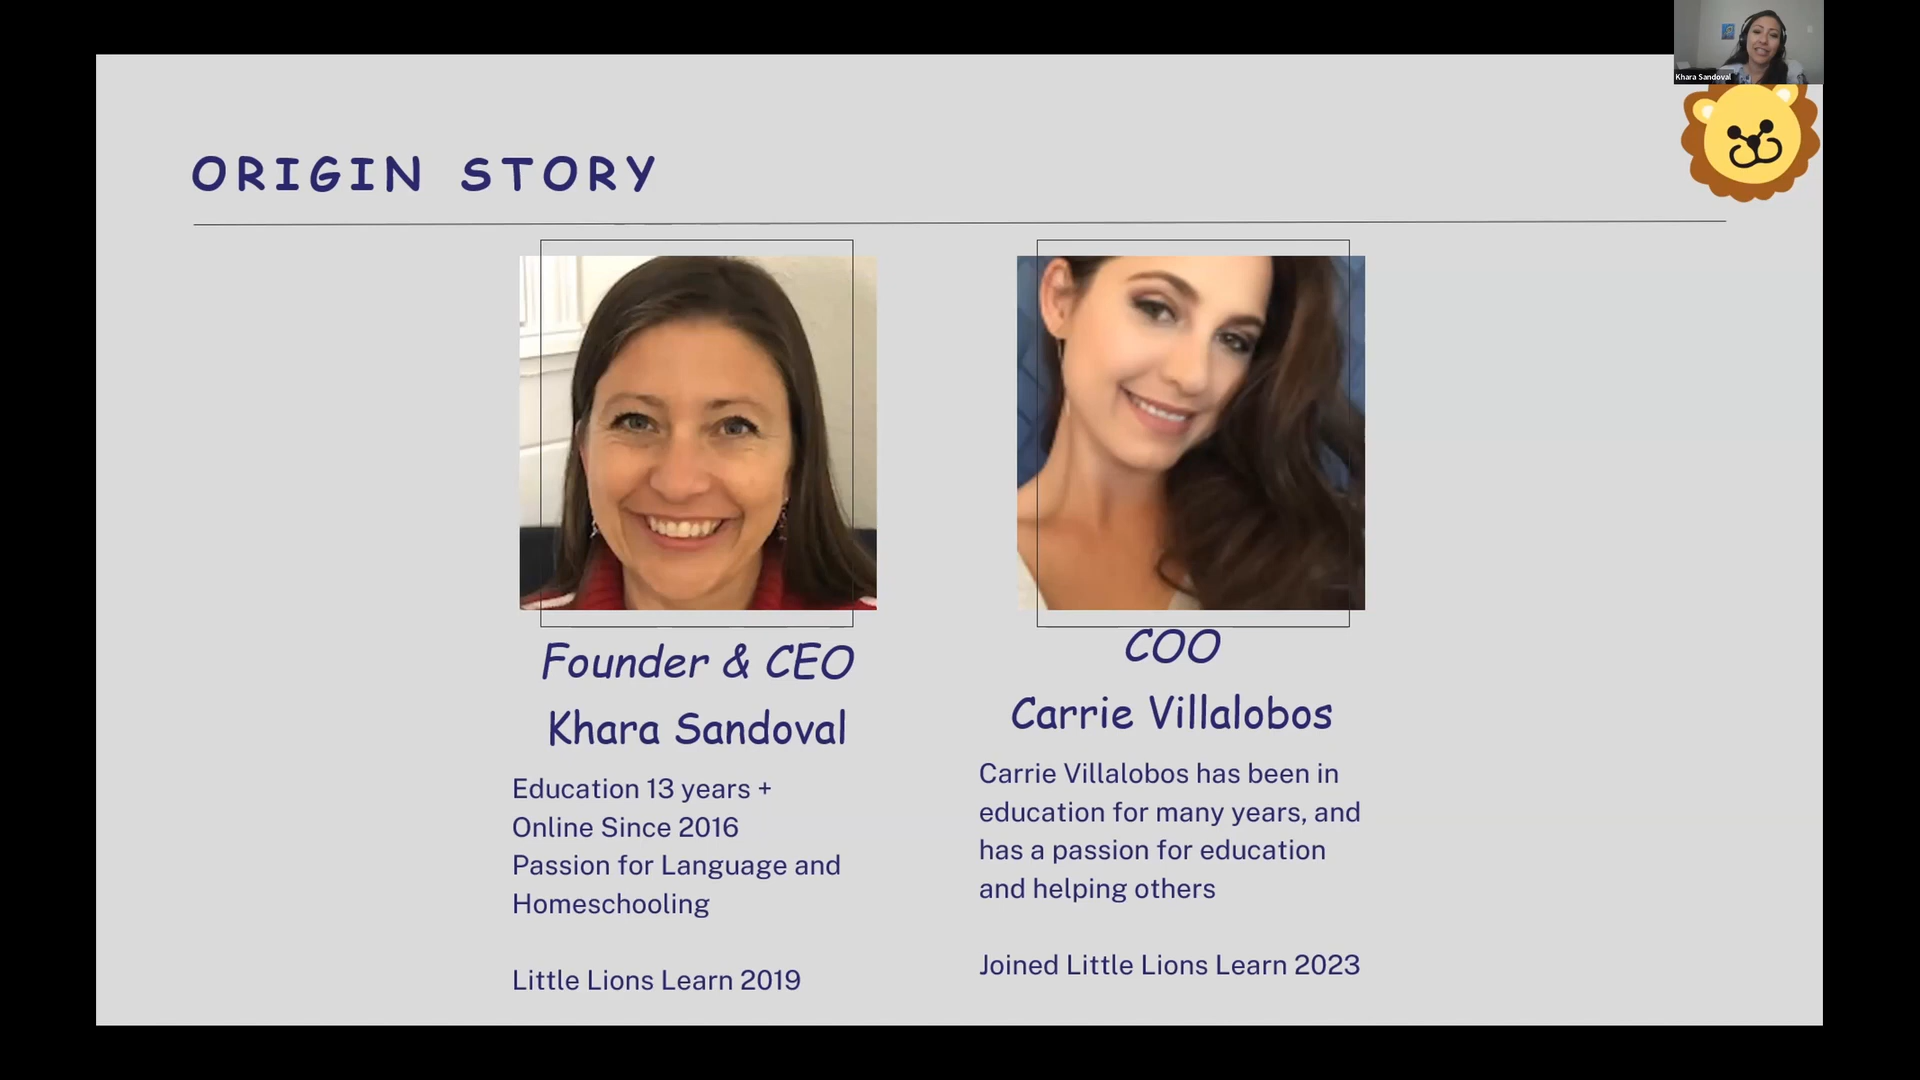 Khara Sandoval
ORIGIN STORY
Founder & CEO
Khara Sandoval
Education 13 years +
Online Since 2016
Passion for Language and
Homeschooling
Little Lions Learn 2019
COO
Carrie Villalobos
Carrie Villalobos has been in
education for many years, and
has a passion for education
and helping others
Joined Little Lions Learn 2023